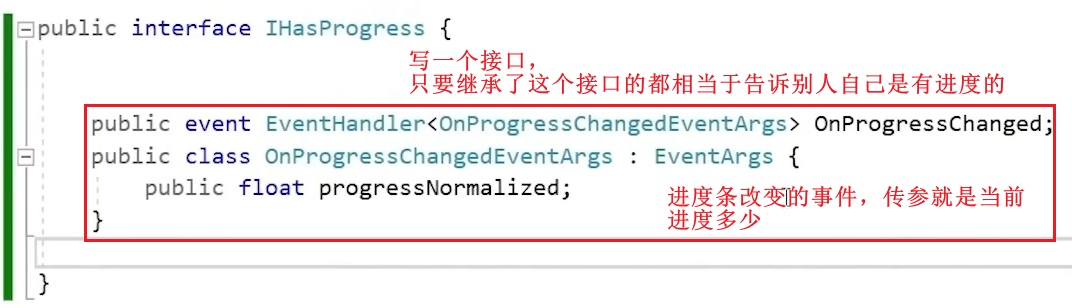 public interface IHasProgress {
写一个接口，
只要继承了这个接口的都相当于告诉别人自己是有进度的
public event EventHandler<OnProgressChangedEventArgs> OnProgressChanged;
public class OnProgressChangedEventArgs : EventArgs {
public float progressNormalized;
进度条改变的事件，传参就是当前
进度多少
}
}